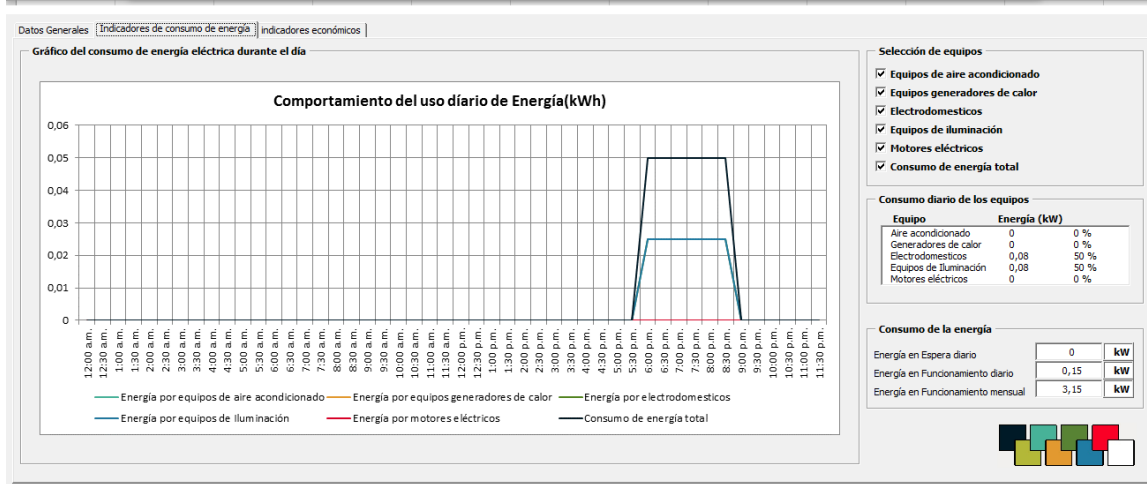 Datos Generales Indicadores de consumo de energía indicadores económicos
Gráfico del consumo de energía eléctrica durante el día
Comportamiento del uso díario de Energía(kWh)
0,06
0,05
0,04
0,03
0,02
0,01
0
12:00 a.m.
12:30 a.m.
1:00 a.m.
1:30 a.m.
2:00 a.m.
2:30 a.m.
3:00 a.m.
3:30 a.m.
4:00 a.m.
4:30 a.m.
5:00 a.m.
5:30 a.m.
6:00 a.m.
6:30 a.m.
7:00 a.m.
7:30 a.m.
8:00 a.m.
8:30 a.m.
9:00 a.m.
9:30 a.m.
10:00 a.m.
10:30 a.m.
11:00 a.m.
11:30 a.m.
12:00 p.m.
12:30 p.m.
1:00 p.m.
1:30 p.m.
2:00 p.m.
2:30 p.m.
3:00 p.m.
3:30 p.m.
4:00 p.m.
4:30 p.m.
5:00 p.m.
5:30 p.m.
6:00 p.m.
6:30 p.m.
7:00 p.m.
7:30 p.m.
8:00 p.m.
8:30 p.m.
9:00 p.m.
9:30 p.m.
10:00 p.m.
10:30 p.m.
11:00 p.m.
11:30 p.m.
Energía por equipos de aire acondicionado Energía por equipos generadores de calor Energía por electrodomesticos
Energía por equipos de Iluminación Energía por motores eléctricos Consumo de energía total
Selección de equipos
Equipos de aire acondicionado
Equipos generadores de calor
Electrodomesticos
Equipos de iluminación
Motores eléctricos
Consumo de energía total
Consumo diario de los equipos
Equipo Energía (kW)
Aire acondicionado 0 0 %
Generadores de calor 0 0 %
Electrodomesticos 0,08 50 %
Equipos de Iluminación 0,08 50 %
Motores eléctricos 0 0 %
Consumo de la energía
Energía en Espera diario 0 kW
Energía en Funcionamiento diario 0,15 kW
Energía en Funcionamiento mensual 3,15 kW